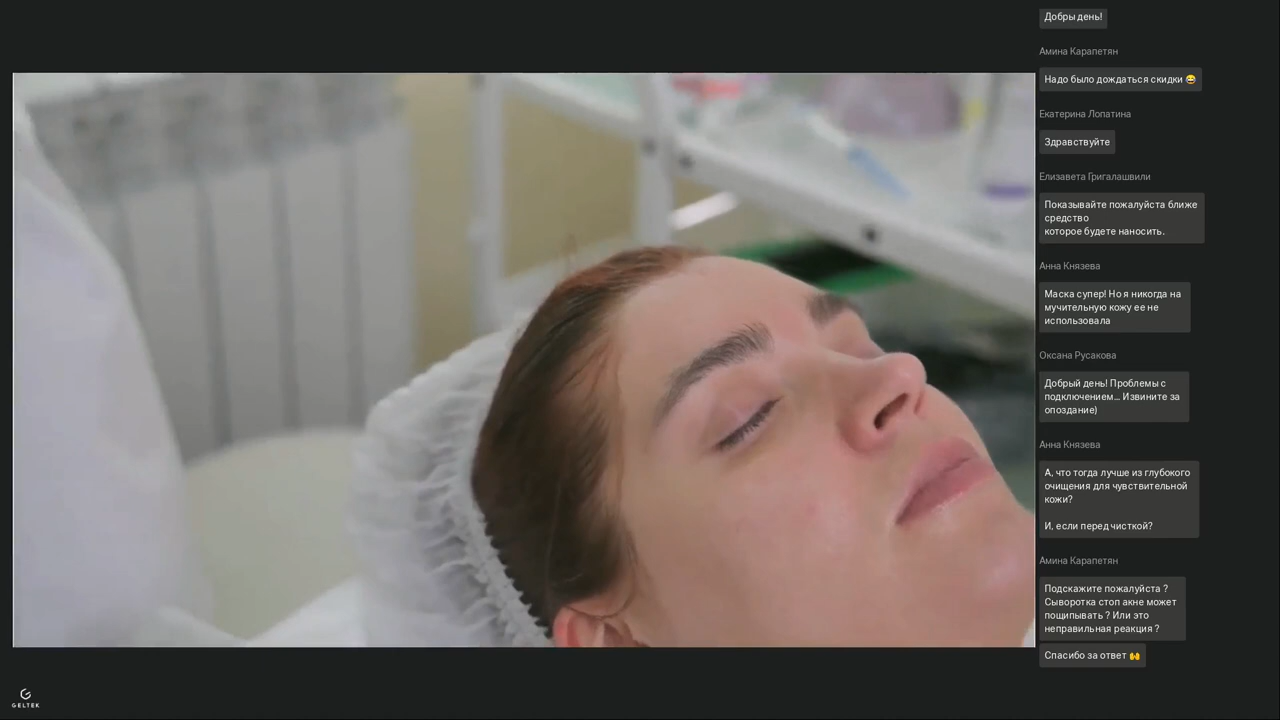 Добры день!
Амина Карапетян
Надо было дождаться скидки 😂
Екатерина Лопатина
Здравствуйте
Елизавета Григалашвили
Показывайте пожалуйста ближе
средство
которое будете наносить.
Анна Князева
Маска супер! Но я никогда на
мучительную кожу ее не
использовала
Оксана Русакова
Добрый день! Проблемы с
подключением... Извините за
опоздание)
Анна Князева
А, что тогда лучше из глубокого
очищения для чувствительной
кожи?
И, если перед чисткой?
Амина Карапетян
Подскажите пожалуйста ?
Сыворотка стоп акне может
пощипывать ? Или это
неправильная реакция ?
Спасибо за ответ 🙌
GELTEK